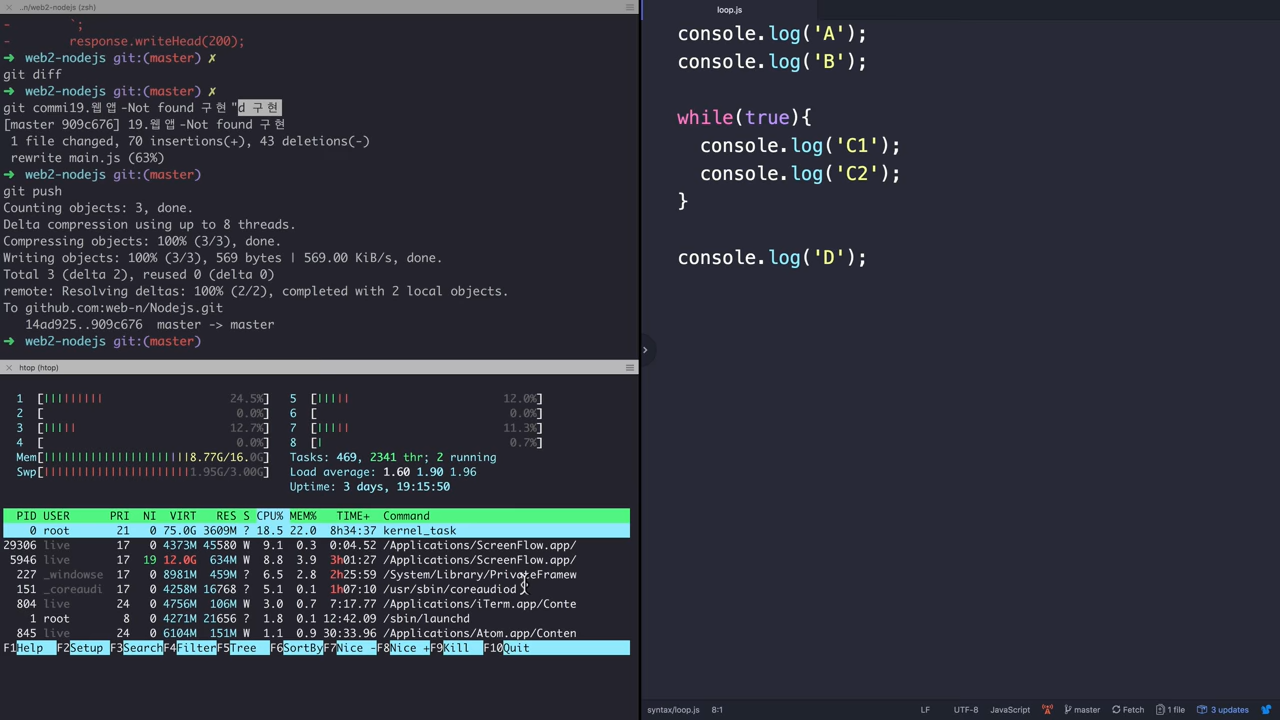 ..n/web2-nodejs (zsh)
-        `;
-        response.writeHead(200);
➜  web2-nodejs git:(master) ✗
git diff
➜  web2-nodejs git:(master) ✗
git commi19.웹 앱 -Not found 구현 "d 구현
[master 909c676] 19.웹 앱 -Not found 구현
1 file changed, 70 insertions(+), 43 deletions(-)
rewrite main.js (63%)
➜  web2-nodejs git:(master)
git push
Counting objects: 3, done.
Delta compression using up to 8 threads.
Compressing objects: 100% (3/3), done.
Writing objects: 100% (3/3), 569 bytes | 569.00 KiB/s, done.
Total 3 (delta 2), reused 0 (delta 0)
remote: Resolving deltas: 100% (2/2), completed with 2 local objects.
To github.com:web-n/Nodejs.git
14ad925..909c676  master -> master
➜  web2-nodejs git:(master)
htop (htop)
1 [||||||||| 24.5%] 5 [||||| 12.0%]
2 [ 0.0%] 6 [ 0.0%]
3 [||||| 12.7%] 7 [||||| 11.3%]
4 [ 0.0%] 8 [| 0.7%]
Mem[||||||||||||||||||||||8.77G/16.0G] Tasks: 469, 2341 thr; 2 running
Swp[||||||||||||||||||||||1.95G/3.00G] Load average: 1.60 1.90 1.96
Uptime: 3 days, 19:15:50
PID USER PRI NI VIRT RES S CPU% MEM% TIME+ Command
0 root 21 0 75.0G 3609M ? 18.5 22.0 8h34:37 kernel_task
29306 live 17 0 4373M 45580 W 9.1 0.3 0:04.52 /Applications/ScreenFlow.app/
5946 live 17 19 12.0G 634M W 8.8 3.9 3h01:27 /Applications/ScreenFlow.app/
227 _windowse 17 0 8981M 459M ? 6.5 2.8 2h25:59 /System/Library/PrivateFramew
151 _coreaudi 17 0 4258M 16768 ? 5.1 0.1 1h07:10 /usr/sbin/coreaudiod
804 live 24 0 4756M 106M W 3.0 0.7 7:17.77 /Applications/iTerm.app/Conte
1 root 8 0 4271M 21656 ? 1.8 0.1 12:42.09 /sbin/launchd
845 live 24 0 6104M 151M W 1.1 0.9 30:33.96 /Applications/Atom.app/Conten
F1Help F2Setup F3SearchF4FilterF5Tree F6SortByF7Nice -F8Nice +F9Kill F10Quit
loop.js
console.log('A');
console.log('B');
while(true){
console.log('C1');
console.log('C2');
}
console.log('D');
syntax/loop.js 8:1 LF UTF-8 JavaScript master Fetch 1 file 3 updates